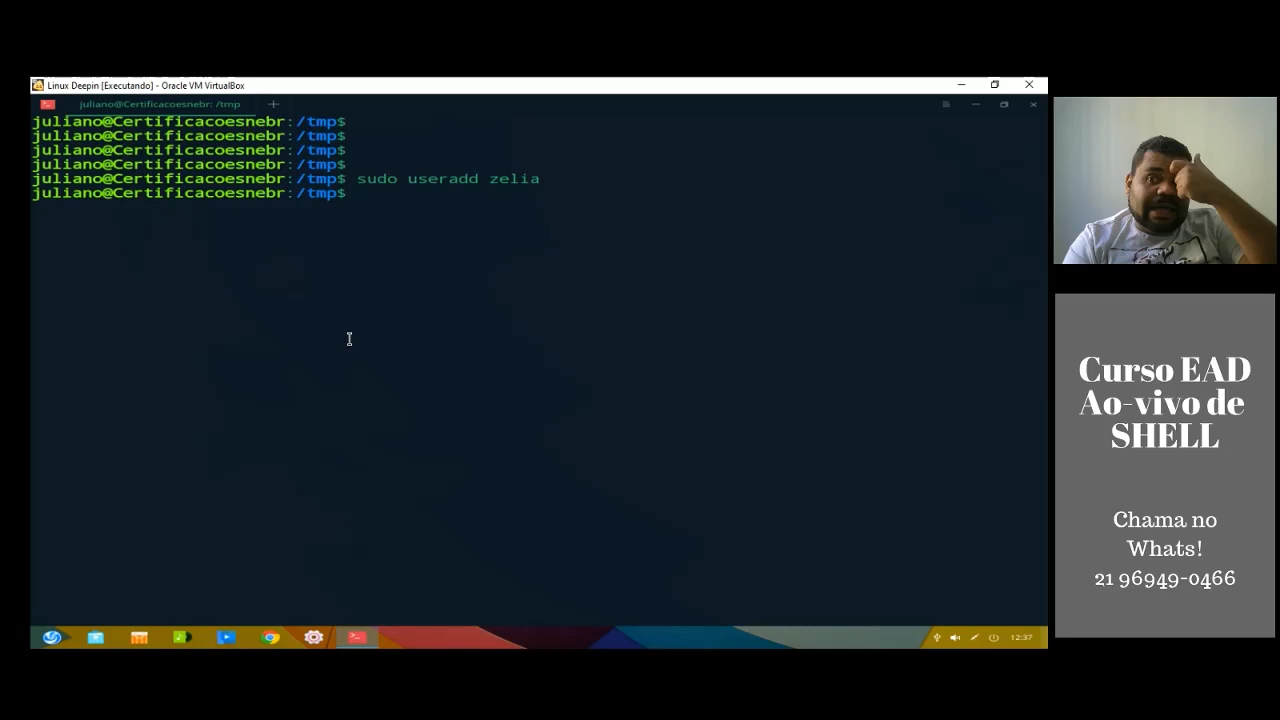 Linux Deepin [Executando] - Oracle VM VirtualBox
juliano@Certificacoesnebr: /tmp
juliano@Certificacoesnebr:/tmp$
juliano@Certificacoesnebr:/tmp$
juliano@Certificacoesnebr:/tmp$
juliano@Certificacoesnebr:/tmp$
juliano@Certificacoesnebr:/tmp$ sudo useradd zelia
juliano@Certificacoesnebr:/tmp$
12:37
Curso EAD
Ao-vivo de
SHELL
Chama no
Whats!
21 96949-0466